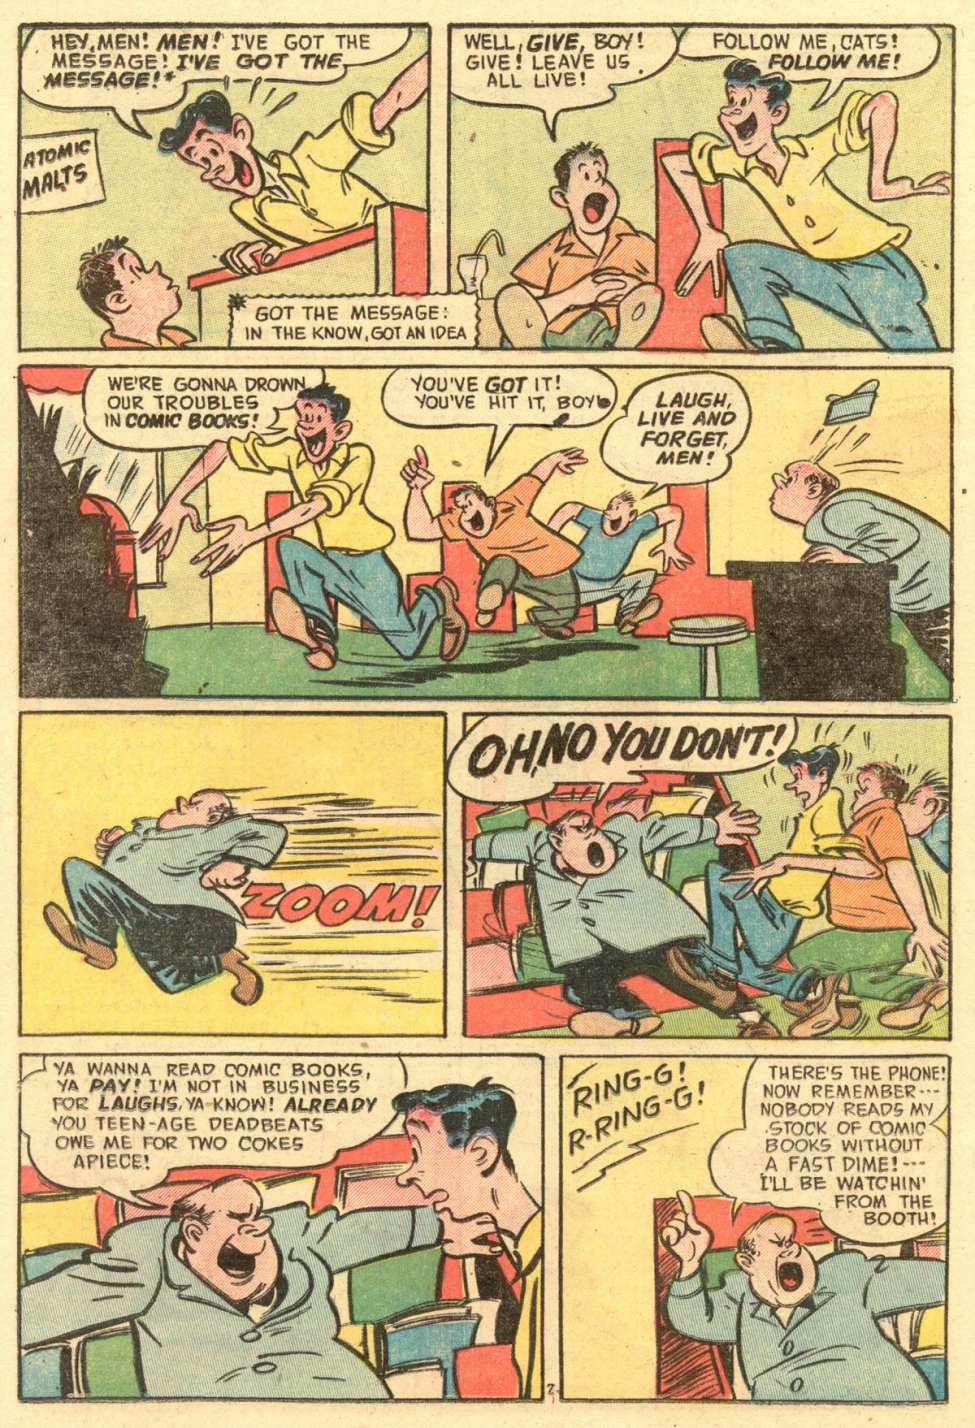 HEY, MEN! MEN! I'VE GOT THE
MESSAGE! I'VE GOT THE
MESSAGE!*
ATOMIC
MALTS
* GOT THE MESSAGE:
IN THE KNOW, GOT AN IDEA
WELL, GIVE, BOY!
GIVE! LEAVE US
ALL LIVE!
FOLLOW ME, CATS!
FOLLOW ME!
WE'RE GONNA DROWN
OUR TROUBLES
IN COMIC BOOKS!
YOU'VE GOT IT!
YOU'VE HIT IT, BOY!
LAUGH,
LIVE AND
FORGET,
MEN!
ZOOM!
OH, NO YOU DON'T!
YA WANNA READ COMIC BOOKS,
YA PAY! I'M NOT IN BUSINESS
FOR LAUGHS, YA KNOW! ALREADY
YOU TEEN-AGE DEADBEATS
OWE ME FOR TWO COKES
APIECE!
RING-G!
R-RING-G!
THERE'S THE PHONE!
NOW REMEMBER---
NOBODY READS MY
STOCK OF COMIC
BOOKS WITHOUT
A FAST DIME!---
I'LL BE WATCHIN'
FROM THE
BOOTH!
2